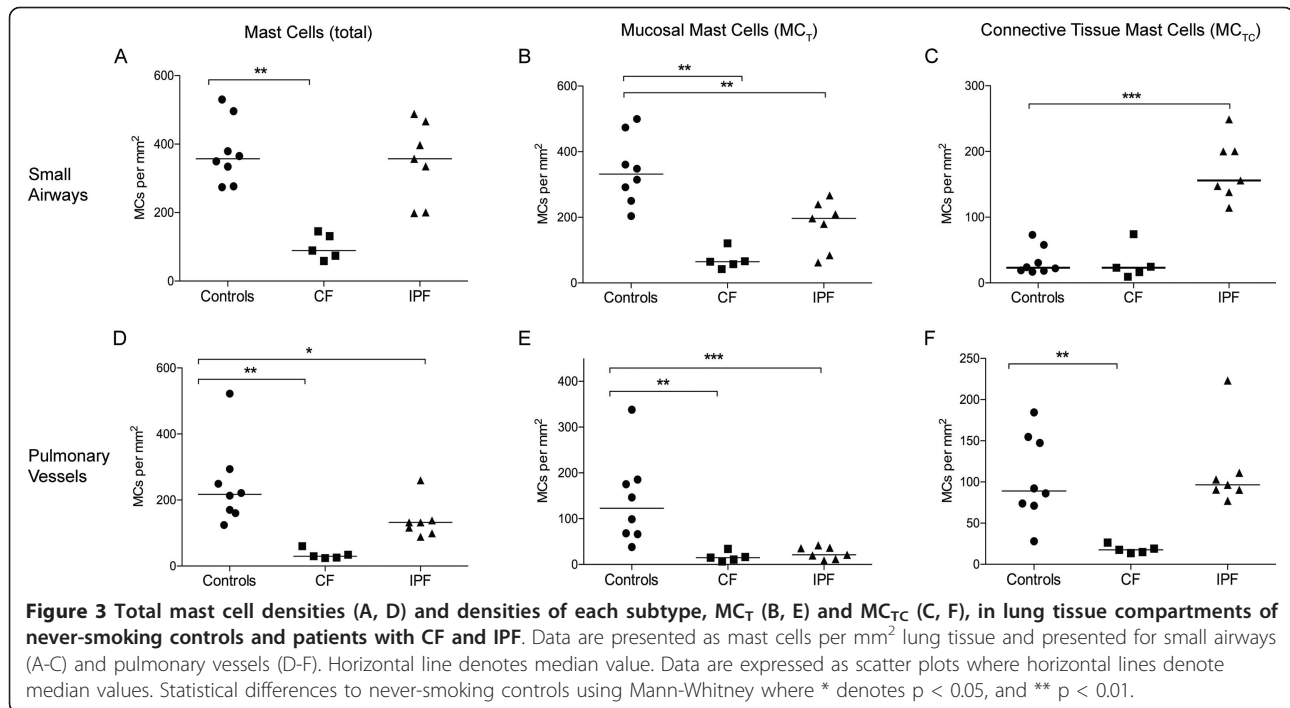 Mast Cells (total)
Mucosal Mast Cells (MCT)
Connective Tissue Mast Cells (MCTC)
A
B
C
Small
Airways
MCs per mm2
600
400
200
0
**
Controls
CF
IPF
MCs per mm2
600
400
200
0
**
**
Controls
CF
IPF
MCs per mm2
300
200
100
0
***
Controls
CF
IPF
D
E
F
Pulmonary
Vessels
MCs per mm2
600
400
200
0
*
**
Controls
CF
IPF
MCs per mm2
400
300
200
100
0
***
**
Controls
CF
IPF
MCs per mm2
250
200
150
100
50
0
**
Controls
CF
IPF
Figure 3 Total mast cell densities (A, D) and densities of each subtype, MCT (B, E) and MCTC (C, F), in lung tissue compartments of
never-smoking controls and patients with CF and IPF. Data are presented as mast cells per mm2 lung tissue and presented for small airways
(A-C) and pulmonary vessels (D-F). Horizontal line denotes median value. Data are expressed as scatter plots where horizontal lines denote
median values. Statistical differences to never-smoking controls using Mann-Whitney where * denotes p < 0.05, and ** p < 0.01.